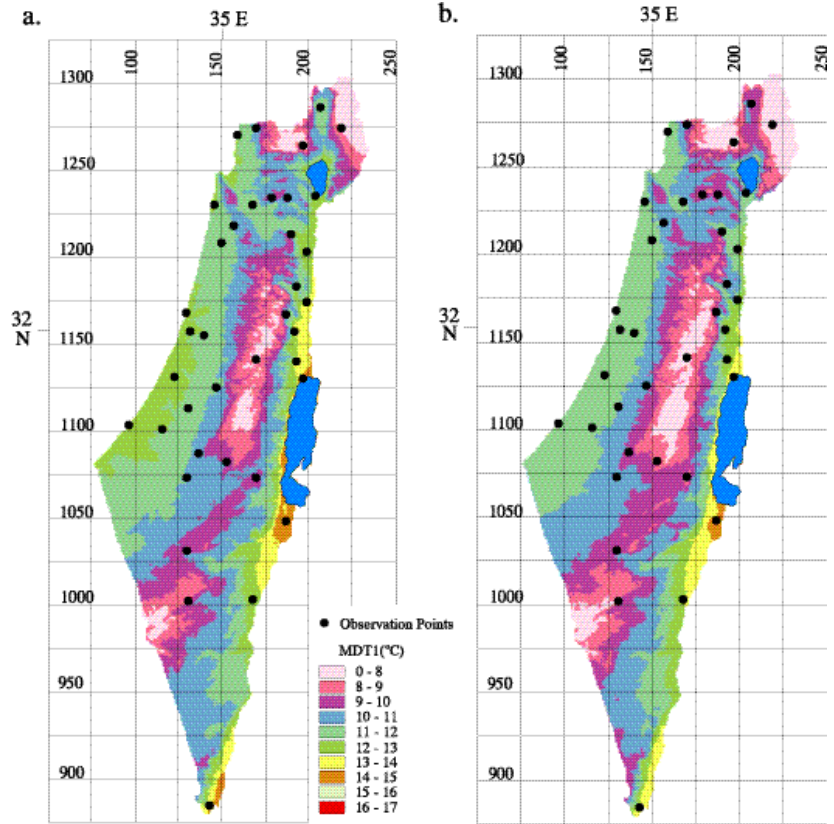 a.
35 E
100
150
200
250
1300
1250
1200
32
N
1150
1100
1050
1000
950
900
● Observation Points
MDT1(°C)
0 - 8
8 - 9
9 - 10
10 - 11
11 - 12
12 - 13
13 - 14
14 - 15
15 - 16
16 - 17
b.
35 E
100
150
200
250
1300
1250
1200
32
N
1150
1100
1050
1000
950
900